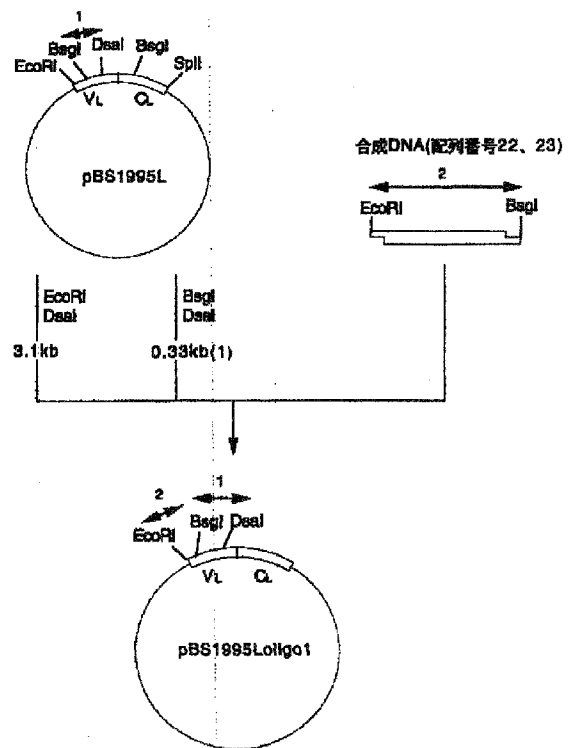 1
BsgI
DsaI
BsgI
EcoRI
SplI
VL
CL
pBS1995L
合成DNA(配列番号22、23)
2
EcoRI
BsgI
EcoRI
DsaI
BsgI
DsaI
3.1kb
0.33kb(1)
2
1
EcoRI
BsgI
DsaI
VL
CL
pBS1995Loligo1